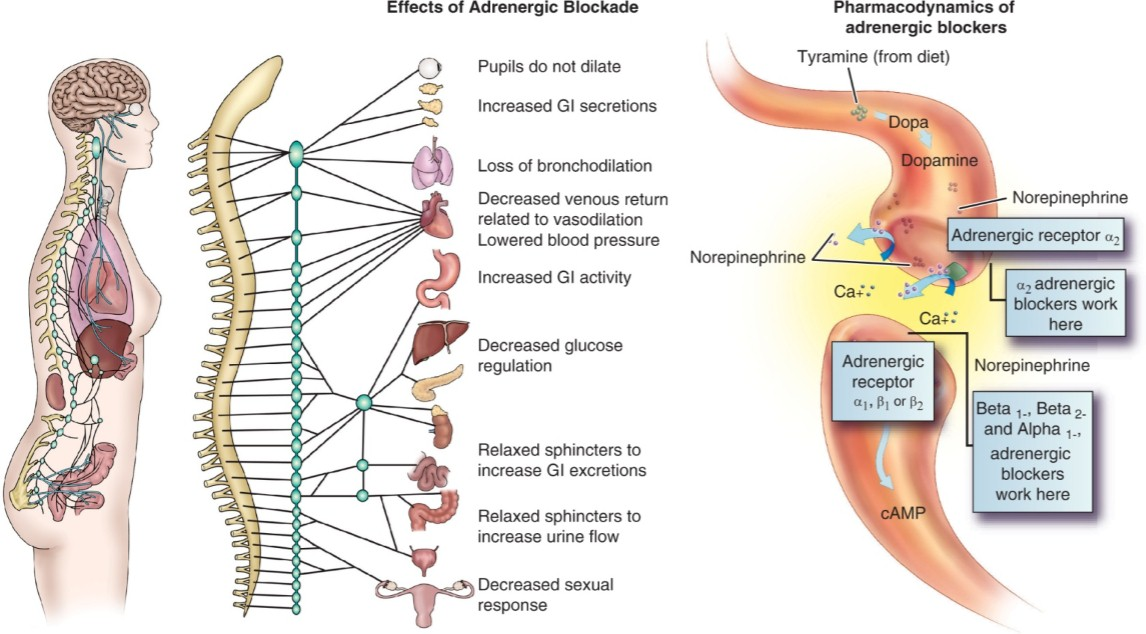 Effects of Adrenergic Blockade
Pupils do not dilate
Increased GI secretions
Loss of bronchodilation
Decreased venous return
related to vasodilation
Lowered blood pressure
Increased GI activity
Decreased glucose
regulation
Relaxed sphincters to
increase GI excretions
Relaxed sphincters to
increase urine flow
Decreased sexual
response
Pharmacodynamics of
adrenergic blockers
Tyramine (from diet)
Dopa
Dopamine
Norepinephrine
Adrenergic receptor α2
Norepinephrine
Ca+
α2 adrenergic
blockers work
here
Ca+
Adrenergic
receptor
α1, β1 or β2
Norepinephrine
Beta 1-, Beta 2-
and Alpha 1-,
adrenergic
blockers
work here
cAMP